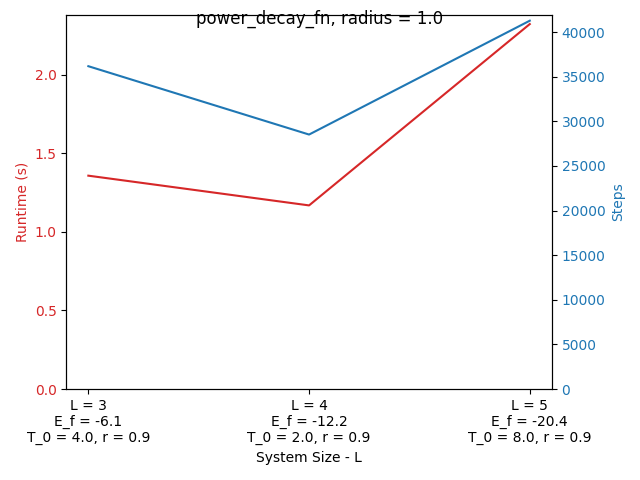 power_decay_fn, radius = 1.0
2.0
1.5
1.0
0.5
0.0
Runtime (s)
40000
35000
30000
25000
20000
15000
10000
5000
0
Steps
L = 3
E_f = -6.1
T_0 = 4.0, r = 0.9
L = 4
E_f = -12.2
T_0 = 2.0, r = 0.9
L = 5
E_f = -20.4
T_0 = 8.0, r = 0.9
System Size - L